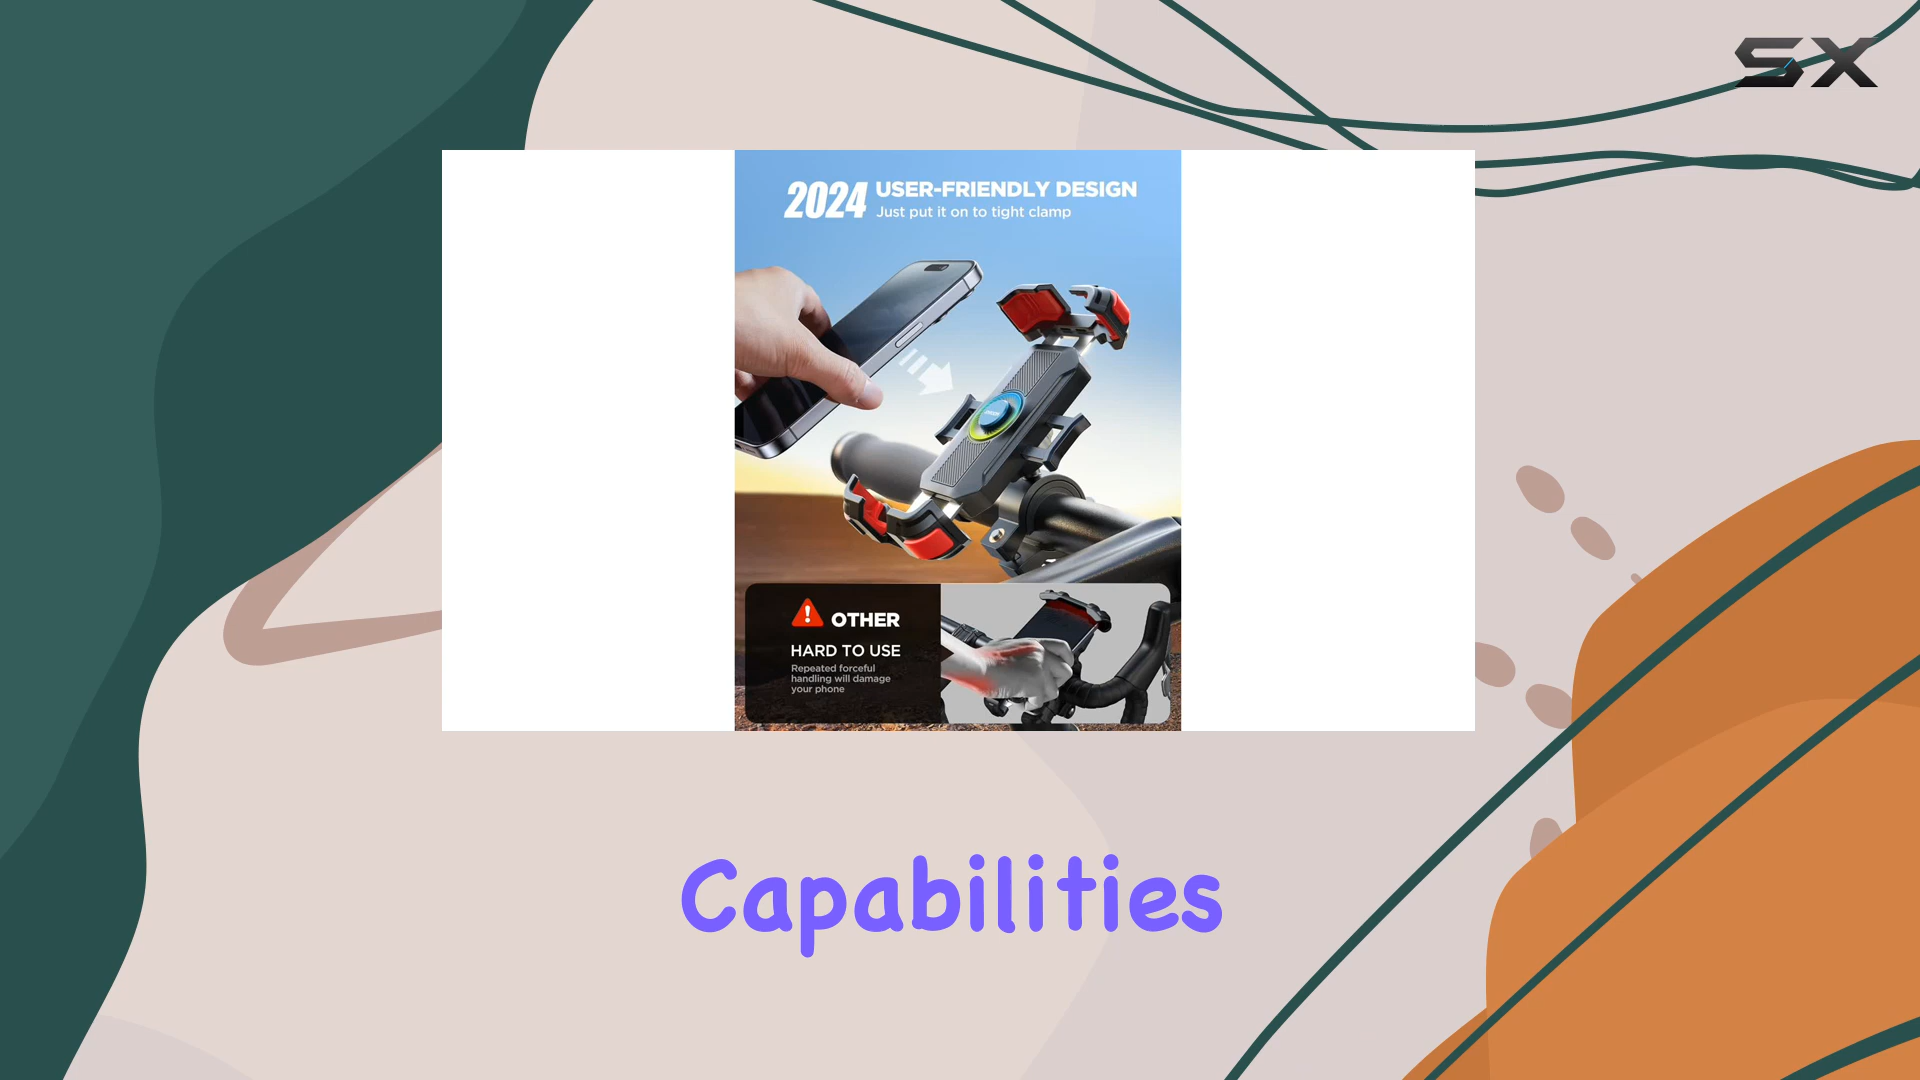 SX
2024 USER-FRIENDLY DESIGN
Just put it on to tight clamp
OTHER
HARD TO USE
Repeated forceful
handling will damage
your phone
Capabilities